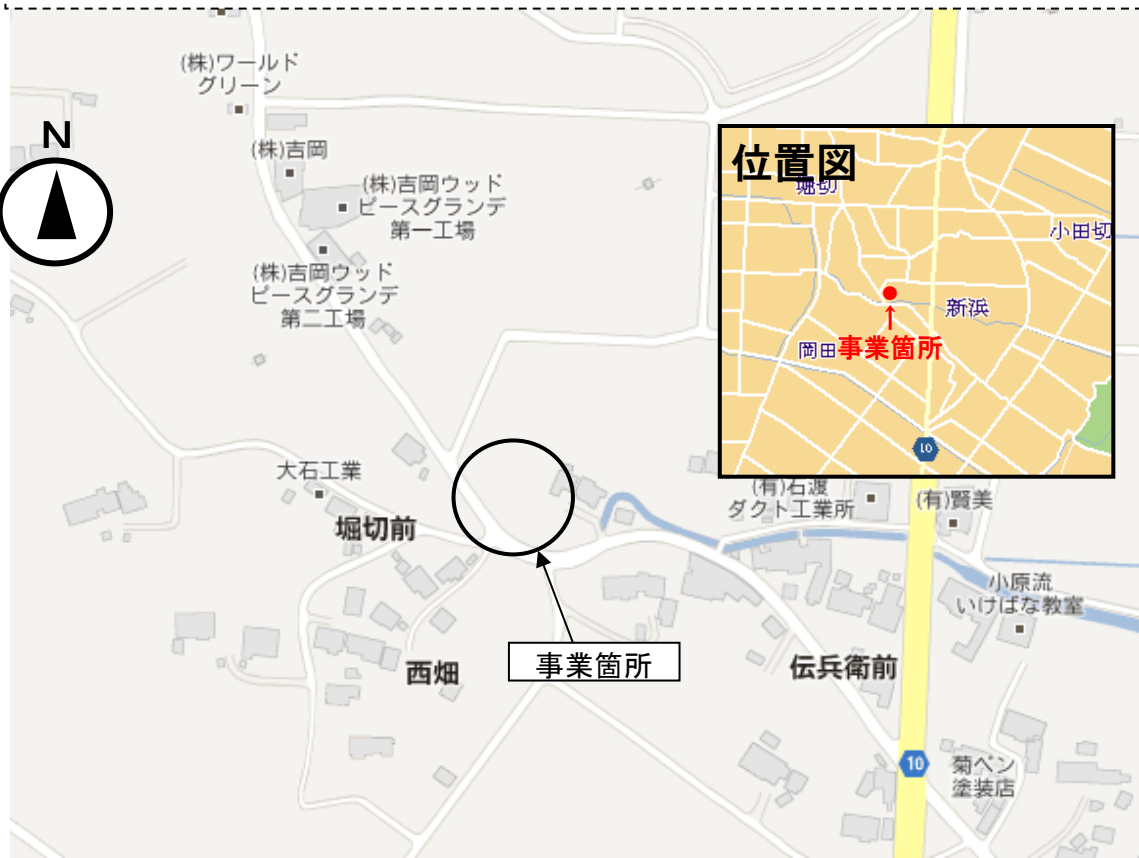 (株)ワールド
グリーン
N
(株)吉岡
(株)吉岡ウッド
ピースグランデ
第一工場
(株)吉岡ウッド
ピースグランデ
第二工場
位置図
堀切
小田切
新浜
岡田
事業箇所
10
大石工業
堀切前
(有)石渡
ダクト工業所
(有)賢美
小原流
いけばな教室
事業箇所
西畑
伝兵衛前
10
菊ペン
塗装店